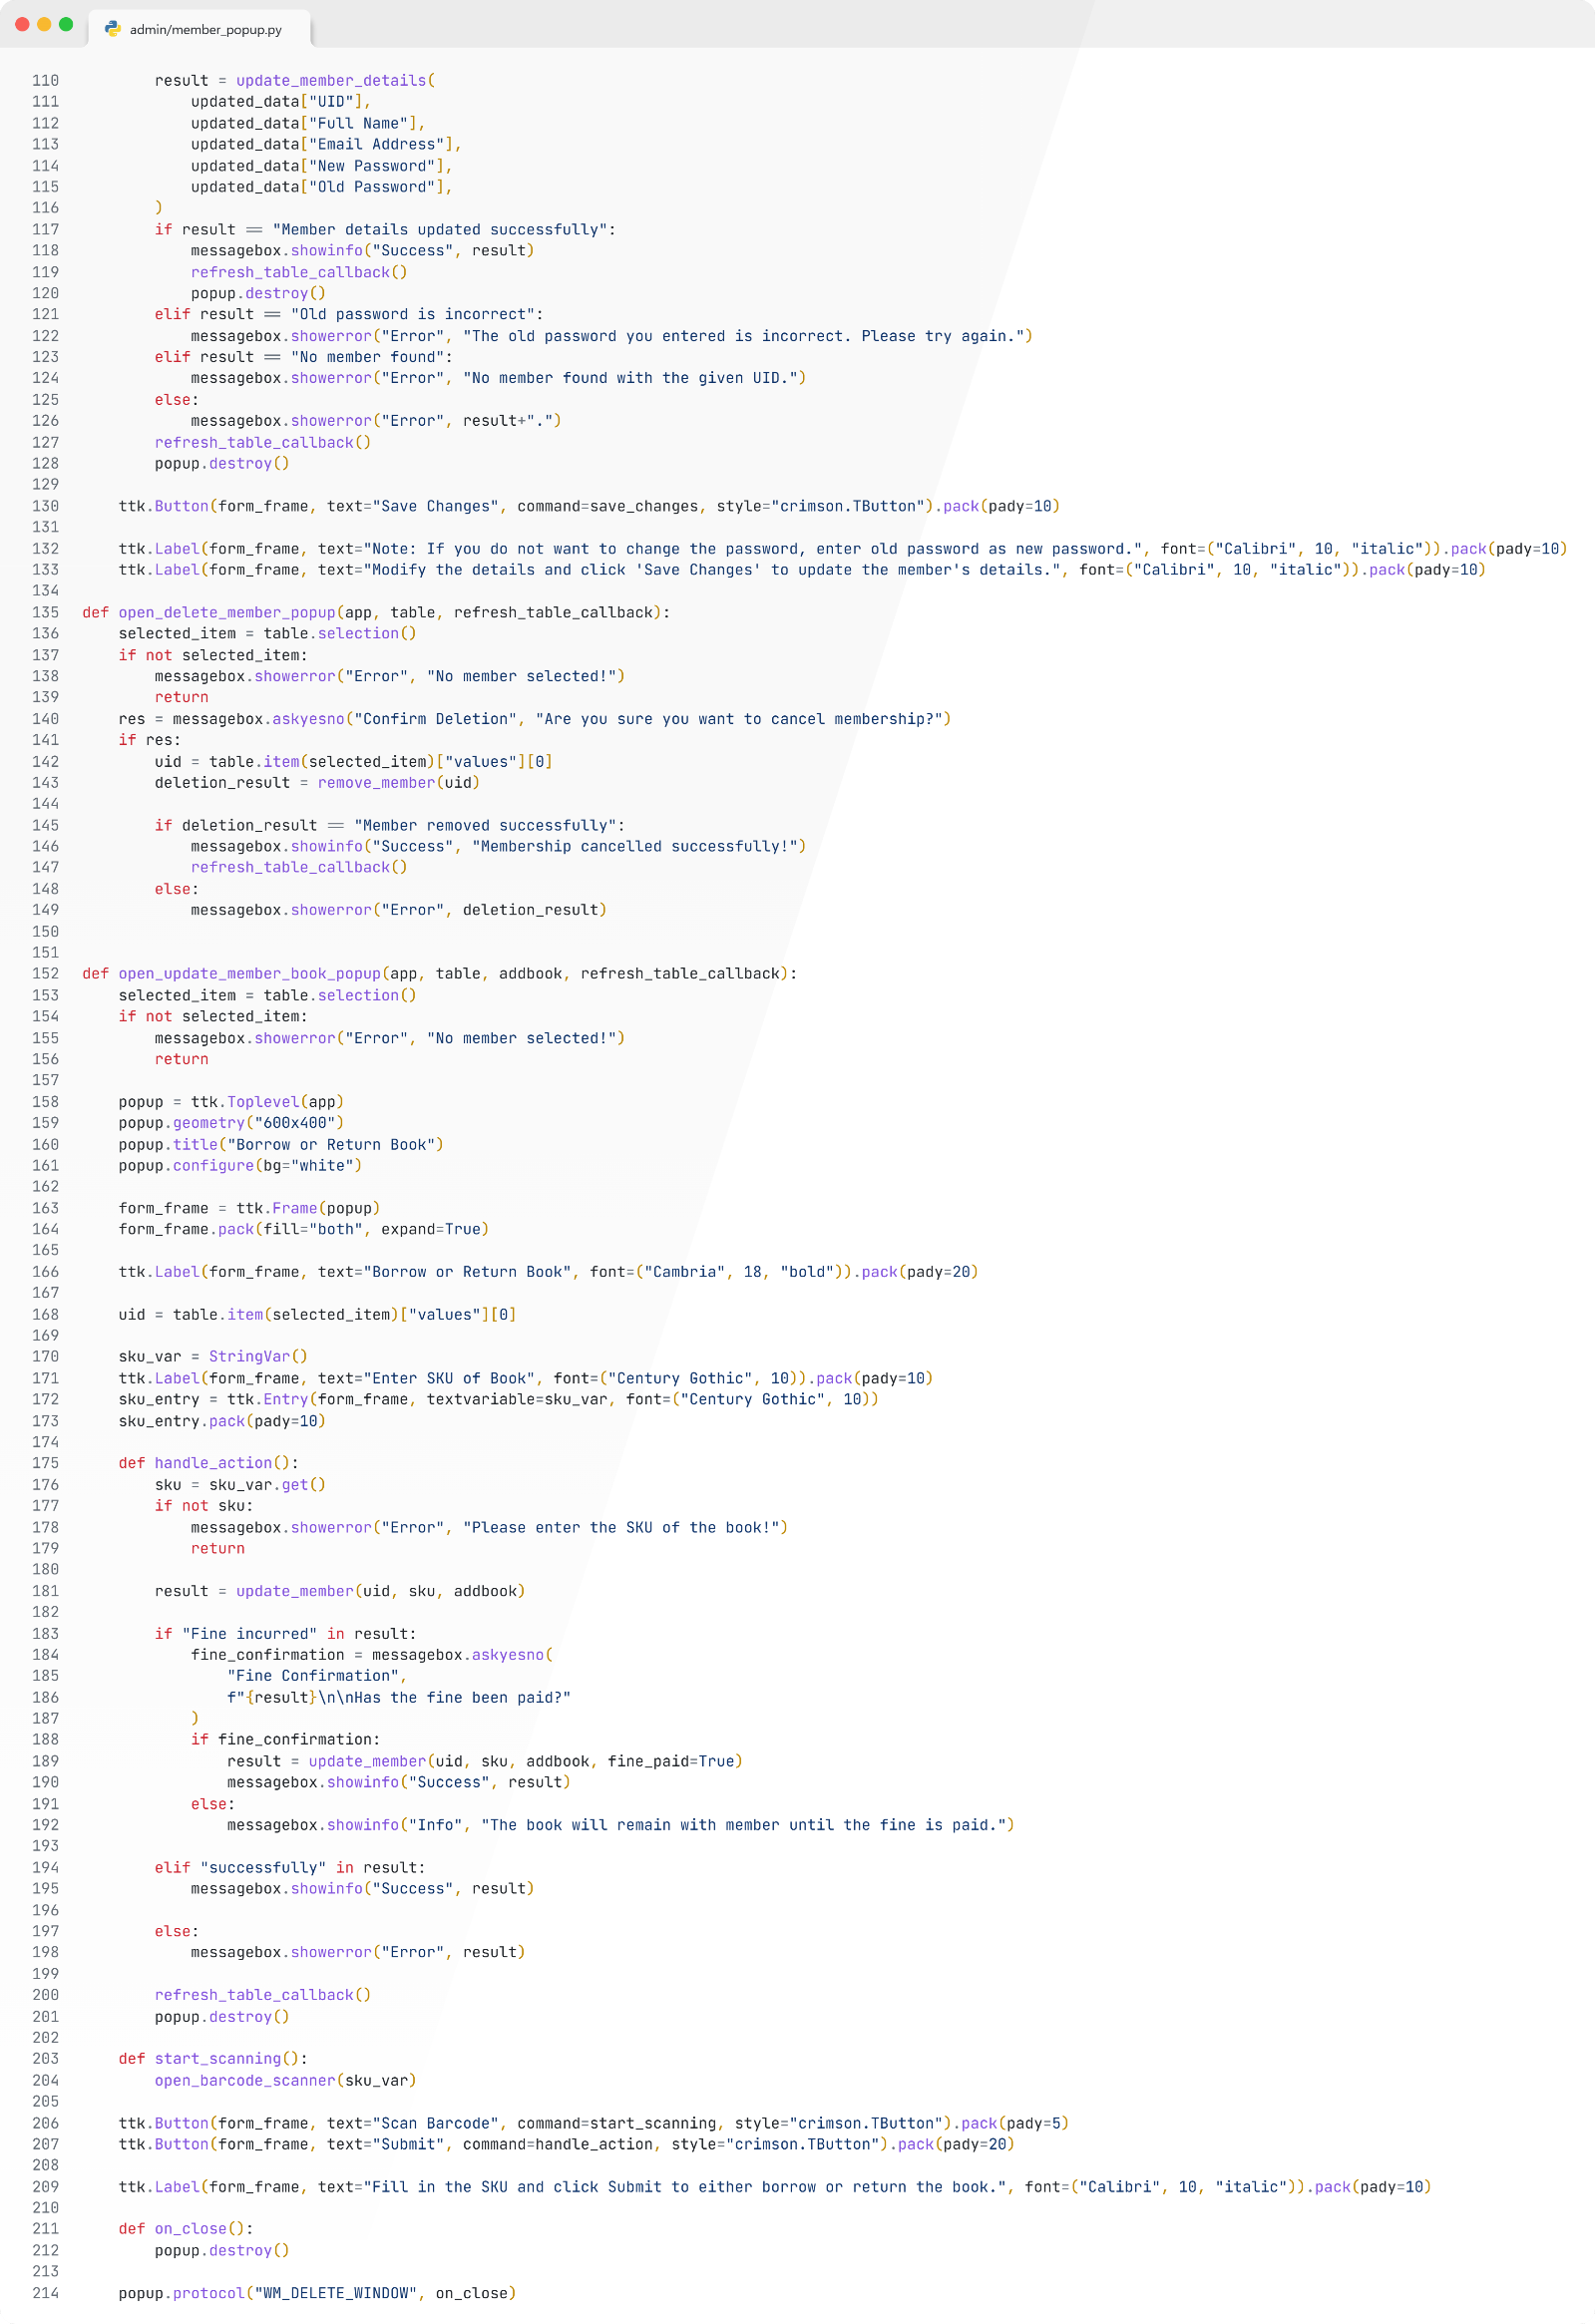 admin/member_popup.py
110         result = update_member_details(
111             updated_data["UID"],
112             updated_data["Full Name"],
113             updated_data["Email Address"],
114             updated_data["New Password"],
115             updated_data["Old Password"],
116         )
117         if result == "Member details updated successfully":
118             messagebox.showinfo("Success", result)
119             refresh_table_callback()
120             popup.destroy()
121         elif result == "Old password is incorrect":
122             messagebox.showerror("Error", "The old password you entered is incorrect. Please try again.")
123         elif result == "No member found":
124             messagebox.showerror("Error", "No member found with the given UID.")
125         else:
126             messagebox.showerror("Error", result+".")
127         refresh_table_callback()
128         popup.destroy()
129
130     ttk.Button(form_frame, text="Save Changes", command=save_changes, style="crimson.TButton").pack(pady=10)
131
132     ttk.Label(form_frame, text="Note: If you do not want to change the password, enter old password as new password.", font=("Calibri", 10, "italic")).pack(pady=10)
133     ttk.Label(form_frame, text="Modify the details and click 'Save Changes' to update the member's details.", font=("Calibri", 10, "italic")).pack(pady=10)
134
135 def open_delete_member_popup(app, table, refresh_table_callback):
136     selected_item = table.selection()
137     if not selected_item:
138         messagebox.showerror("Error", "No member selected!")
139         return
140     res = messagebox.askyesno("Confirm Deletion", "Are you sure you want to cancel membership?")
141     if res:
142         uid = table.item(selected_item)["values"][0]
143         deletion_result = remove_member(uid)
144
145         if deletion_result == "Member removed successfully":
146             messagebox.showinfo("Success", "Membership cancelled successfully!")
147             refresh_table_callback()
148         else:
149             messagebox.showerror("Error", deletion_result)
150
151
152 def open_update_member_book_popup(app, table, addbook, refresh_table_callback):
153     selected_item = table.selection()
154     if not selected_item:
155         messagebox.showerror("Error", "No member selected!")
156         return
157
158     popup = ttk.Toplevel(app)
159     popup.geometry("600x400")
160     popup.title("Borrow or Return Book")
161     popup.configure(bg="white")
162
163     form_frame = ttk.Frame(popup)
164     form_frame.pack(fill="both", expand=True)
165
166     ttk.Label(form_frame, text="Borrow or Return Book", font=("Cambria", 18, "bold")).pack(pady=20)
167
168     uid = table.item(selected_item)["values"][0]
169
170     sku_var = StringVar()
171     ttk.Label(form_frame, text="Enter SKU of Book", font=("Century Gothic", 10)).pack(pady=10)
172     sku_entry = ttk.Entry(form_frame, textvariable=sku_var, font=("Century Gothic", 10))
173     sku_entry.pack(pady=10)
174
175     def handle_action():
176         sku = sku_var.get()
177         if not sku:
178             messagebox.showerror("Error", "Please enter the SKU of the book!")
179             return
180
181         result = update_member(uid, sku, addbook)
182
183         if "Fine incurred" in result:
184             fine_confirmation = messagebox.askyesno(
185                 "Fine Confirmation",
186                 f"{result}\n\nHas the fine been paid?"
187             )
188             if fine_confirmation:
189                 result = update_member(uid, sku, addbook, fine_paid=True)
190                 messagebox.showinfo("Success", result)
191             else:
192                 messagebox.showinfo("Info", "The book will remain with member until the fine is paid.")
193
194         elif "successfully" in result:
195             messagebox.showinfo("Success", result)
196
197         else:
198             messagebox.showerror("Error", result)
199
200         refresh_table_callback()
201         popup.destroy()
202
203     def start_scanning():
204         open_barcode_scanner(sku_var)
205
206     ttk.Button(form_frame, text="Scan Barcode", command=start_scanning, style="crimson.TButton").pack(pady=5)
207     ttk.Button(form_frame, text="Submit", command=handle_action, style="crimson.TButton").pack(pady=20)
208
209     ttk.Label(form_frame, text="Fill in the SKU and click Submit to either borrow or return the book.", font=("Calibri", 10, "italic")).pack(pady=10)
210
211     def on_close():
212         popup.destroy()
213
214     popup.protocol("WM_DELETE_WINDOW", on_close)